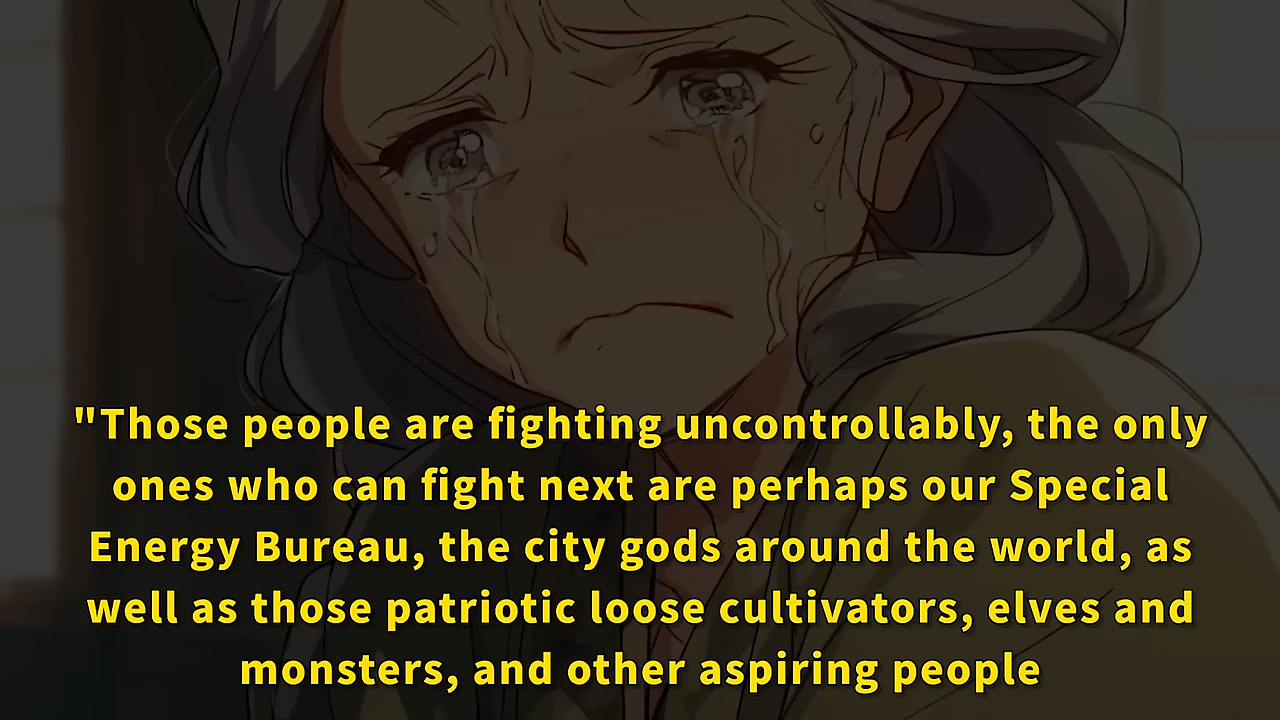 "Those people are fighting uncontrollably, the only
ones who can fight next are perhaps our Special
Energy Bureau, the city gods around the world, as
well as those patriotic loose cultivators, elves and
monsters, and other aspiring people